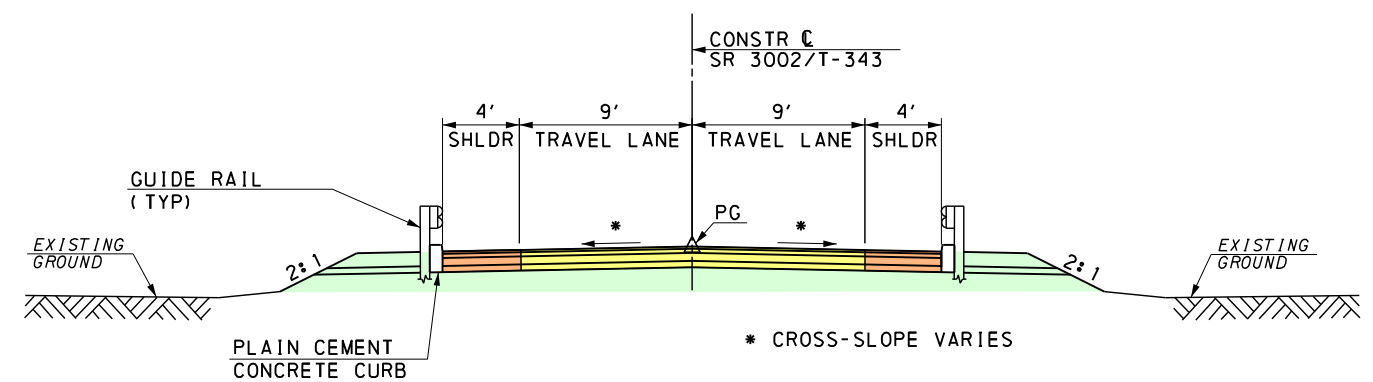 CONSTR ℄
SR 3002/T-343
4' 9' 9' 4'
SHLDR TRAVEL LANE TRAVEL LANE SHLDR
GUIDE RAIL
(TYP)
* PG *
EXISTING
GROUND
2:1
2:1
EXISTING
GROUND
PLAIN CEMENT
CONCRETE CURB
* CROSS-SLOPE VARIES